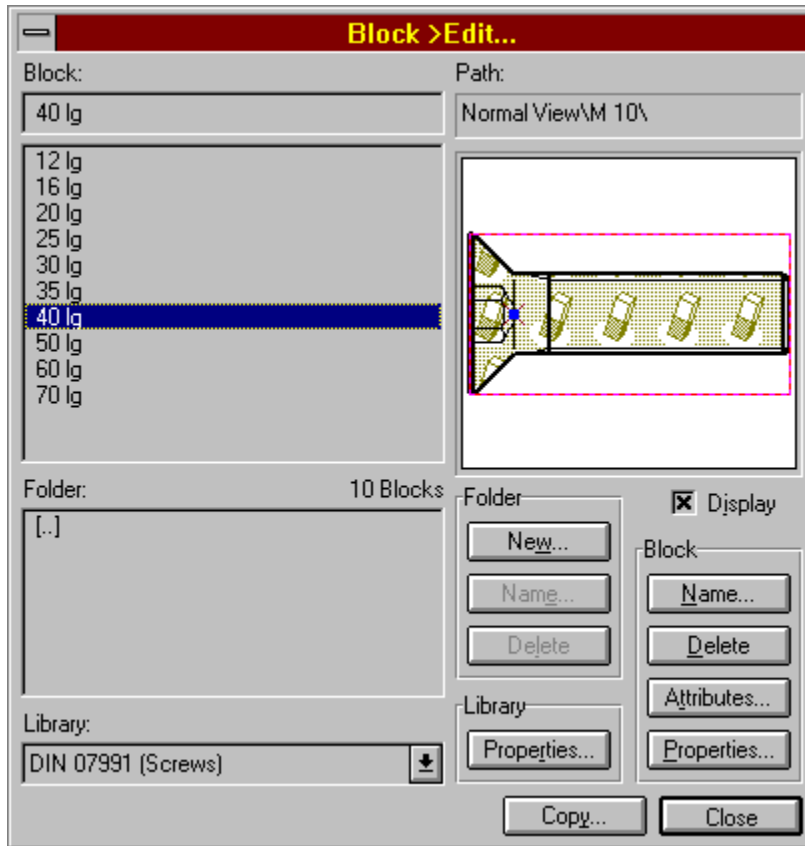 Block >Edit...
Block:
Path:
40 lg
Normal View\M 10\
12 lg
16 lg
20 lg
25 lg
30 lg
35 lg
40 lg
50 lg
60 lg
70 lg
Folder:
10 Blocks
[..]
Library:
DIN 07991 (Screws)
Folder
New...
Name...
Delete
Library
Properties...
Display
Block
Name...
Delete
Attributes...
Properties...
Copy...
Close